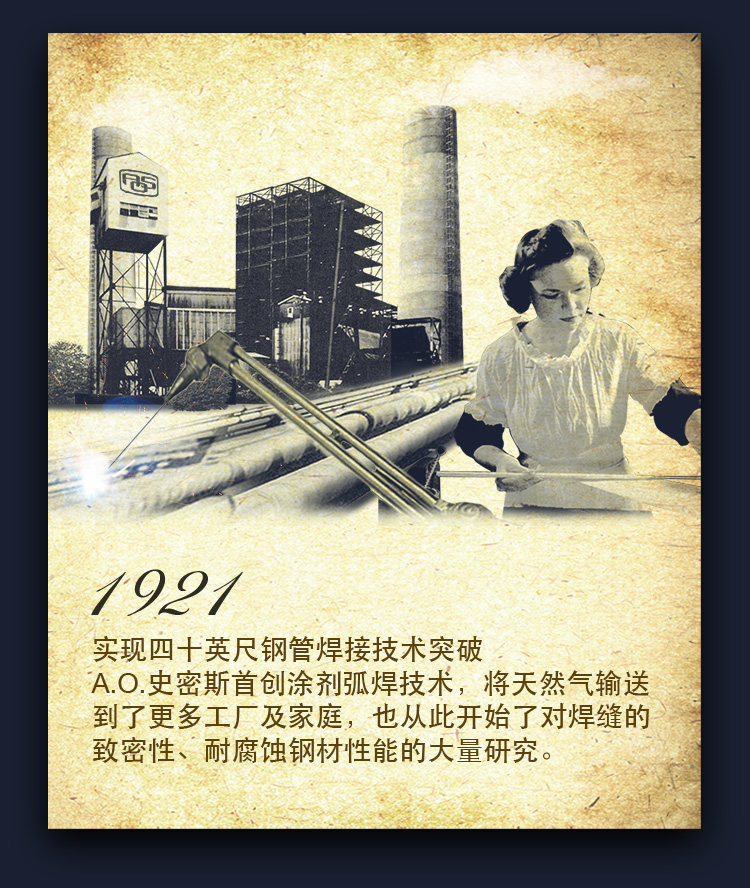 AOS
1921
实现四十英尺钢管焊接技术突破
A.O.史密斯首创涂剂弧焊技术，将天然气输送
到了更多工厂及家庭，也从此开始了对焊缝的
致密性、耐腐蚀钢材性能的大量研究。